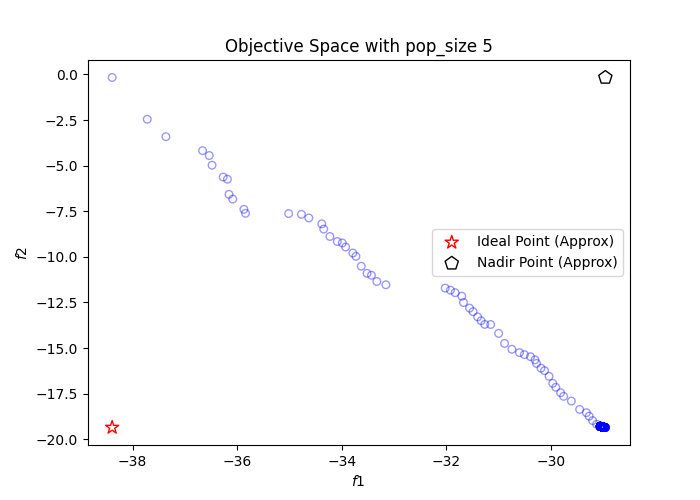 Objective Space with pop_size 5
0.0
−2.5
−5.0
−7.5
−10.0
−12.5
−15.0
−17.5
−20.0
f2
Ideal Point (Approx)
Nadir Point (Approx)
−38
−36
−34
−32
−30
f1